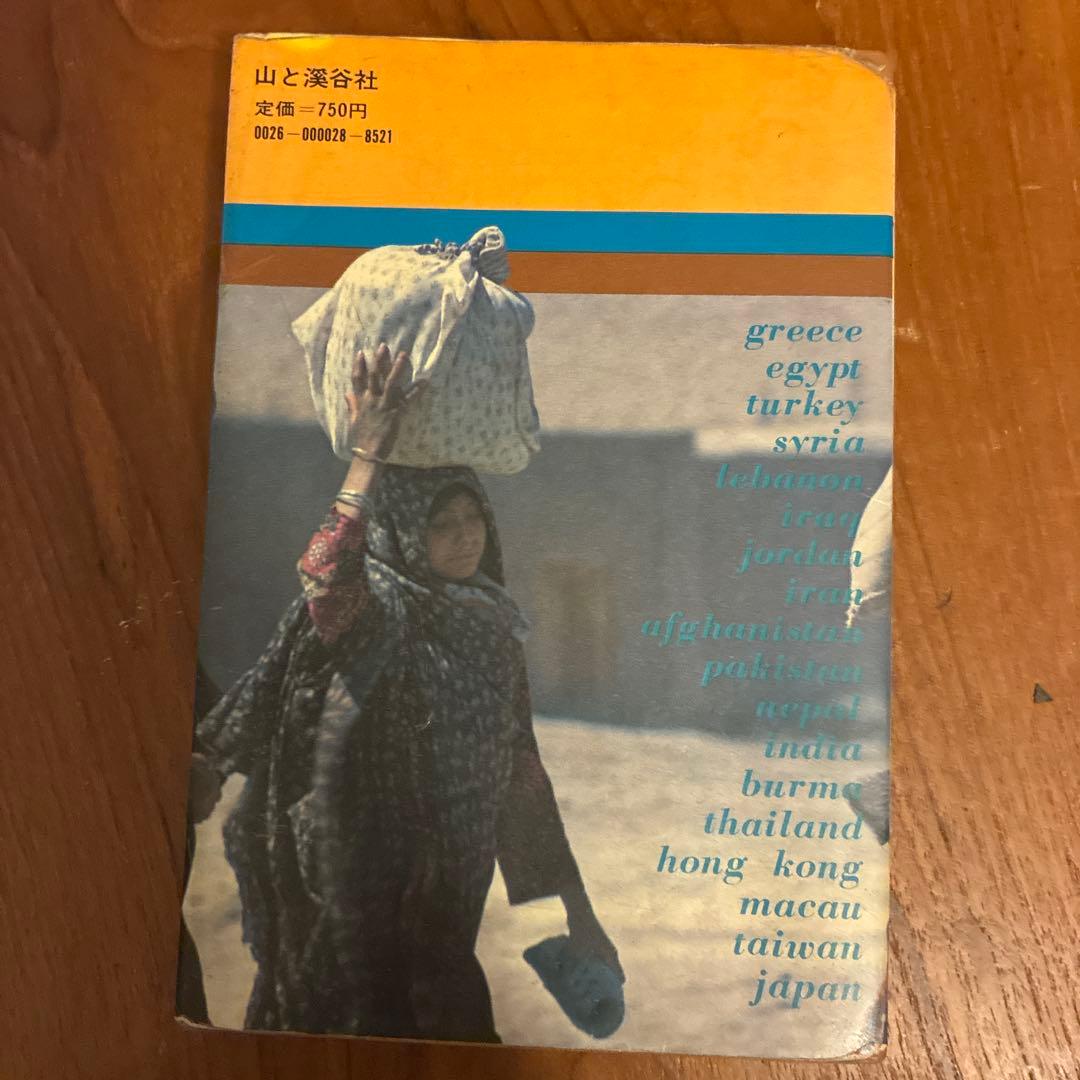 山と溪谷社
定価=750円
0026-000028-8521
greece
egypt
turkey
syria
lebanon
iraq
jordan
iran
afghanistan
pakistan
nepal
india
burma
thailand
hong kong
macau
taiwan
japan